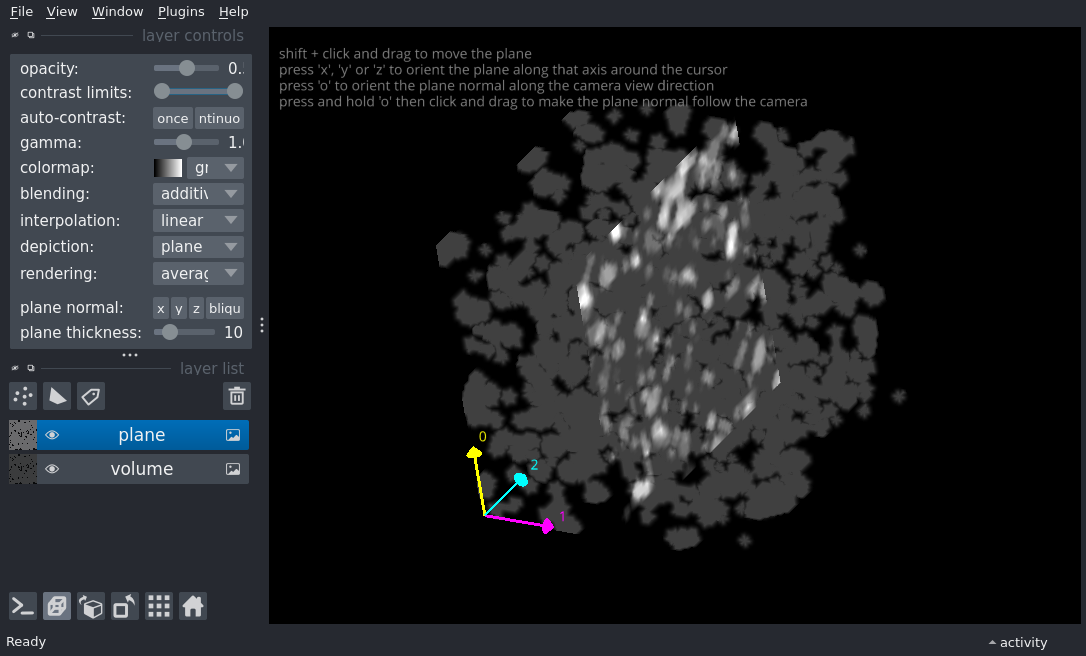 File View Window Plugins Help
layer controls
opacity: 0.
contrast limits:
auto-contrast: once ntinuo
gamma: 1.
colormap: gr
blending: additiv
interpolation: linear
depiction: plane
rendering: averag
plane normal: x y z bliqu
plane thickness: 10
layer list
plane
volume
shift + click and drag to move the plane
press 'x', 'y' or 'z' to orient the plane along that axis around the cursor
press 'o' to orient the plane normal along the camera view direction
press and hold 'o' then click and drag to make the plane normal follow the camera
0
2
1
Ready
activity